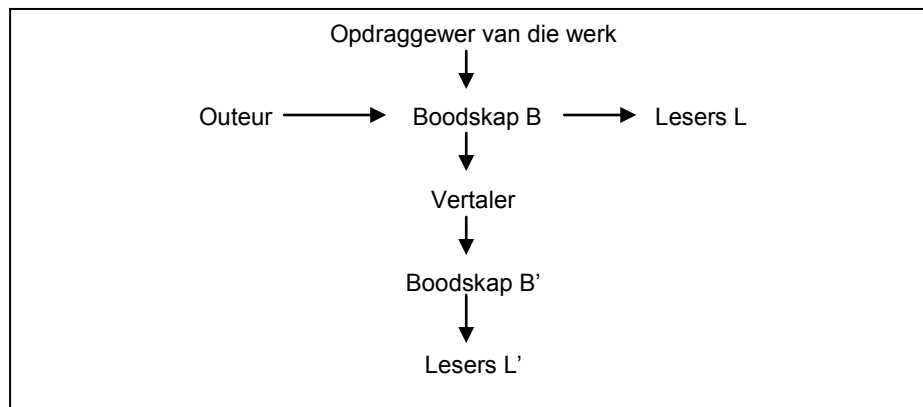 Opdraggewer van die werk
Outeur Boodskap B Lesers L
Vertaler
Boodskap B’
Lesers L’